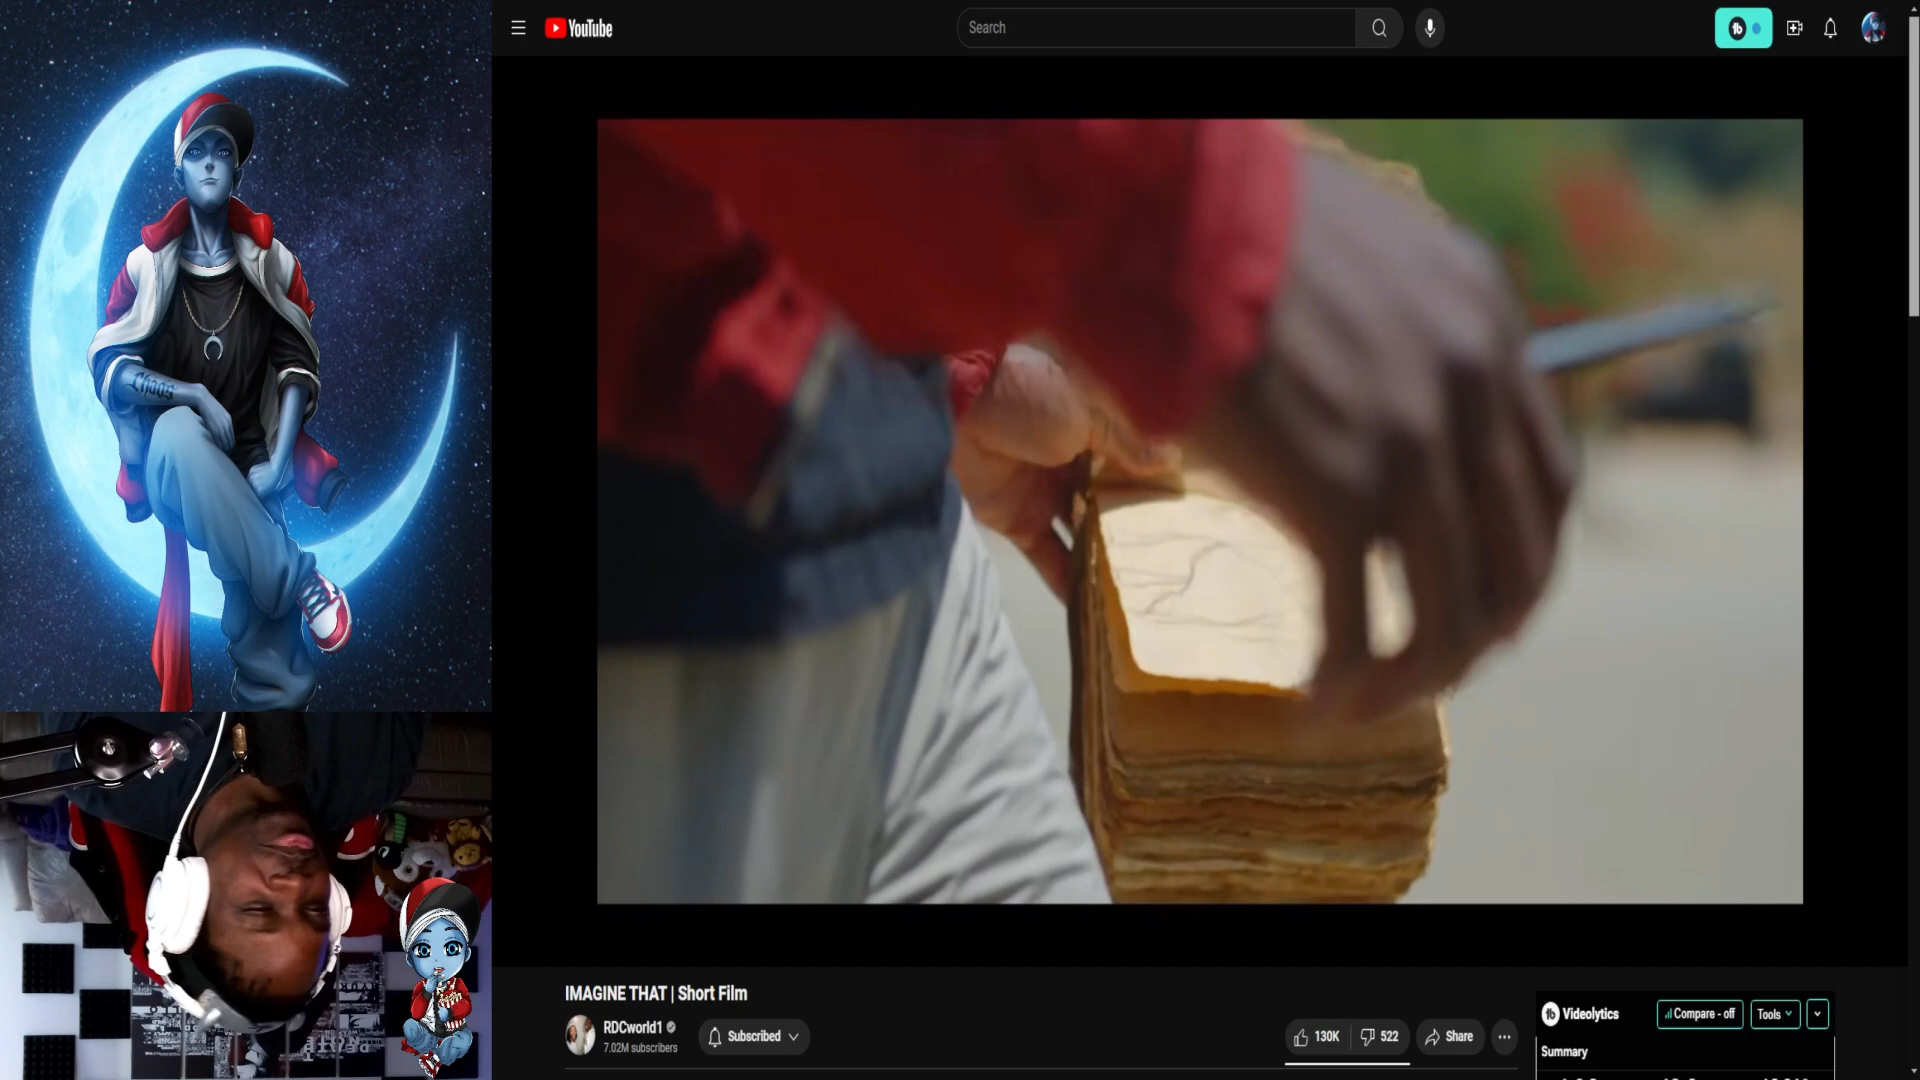 YouTube
Search
Chaos
IMAGINE THAT | Short Film
RDCworld1
7.02M subscribers
Subscribed
130K
522
Share
Videolytics
Compare - off
Tools
Summary